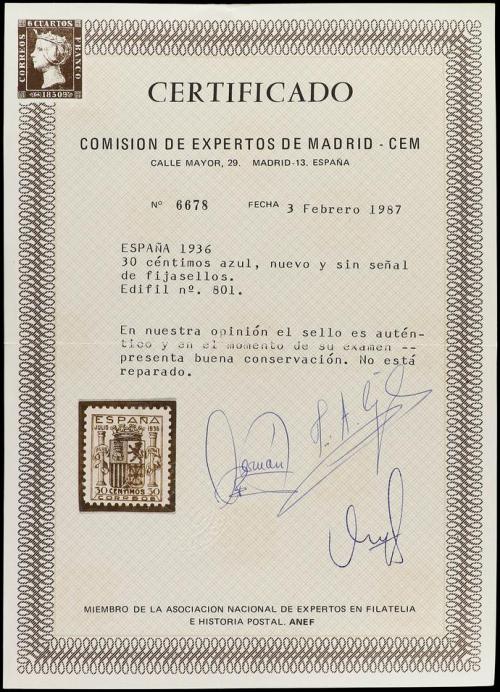 6 CUARTOS
CORREOS
FRANCO
1850
CERTIFICADO
COMISION DE EXPERTOS DE MADRID - CEM
CALLE MAYOR, 29. MADRID-13. ESPAÑA
Nº 6678 FECHA 3 Febrero 1987
ESPAÑA 1936
30 céntimos azul, nuevo y sin señal
de fijasellos.
Edifil nº. 801.
En nuestra opinión el sello es autén-
tico y en el momento de su examen --
presenta buena conservación. No está
reparado.
ESPAÑA
JULIO 1936
30 CENTIMOS 30
CORREOS
MIEMBRO DE LA ASOCIACION NACIONAL DE EXPERTOS EN FILATELIA
E HISTORIA POSTAL. ANEF